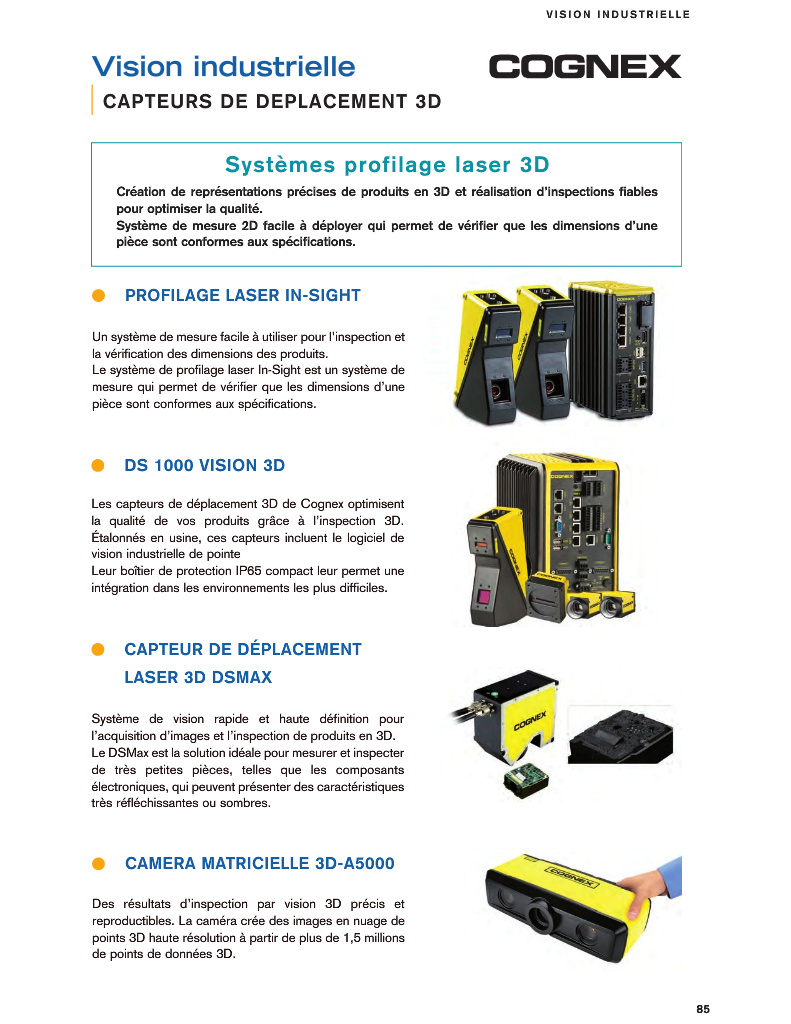 VISION INDUSTRIELLE
Vision industrielle
COGNEX
CAPTEURS DE DEPLACEMENT 3D
Systèmes profilage laser 3D
Création de représentations précises de produits en 3D et réalisation d'inspections fiables
pour optimiser la qualité.
Système de mesure 2D facile à déployer qui permet de vérifier que les dimensions d'une
pièce sont conformes aux spécifications.
PROFILAGE LASER IN-SIGHT
Un système de mesure facile à utiliser pour l'inspection et
la vérification des dimensions des produits.
Le système de profilage laser In-Sight est un système de
mesure qui permet de vérifier que les dimensions d'une
pièce sont conformes aux spécifications.
COGNEX
COGNEX
COGNEX
DS 1000 VISION 3D
Les capteurs de déplacement 3D de Cognex optimisent
la qualité de vos produits grâce à l'inspection 3D.
Étalonnés en usine, ces capteurs incluent le logiciel de
vision industrielle de pointe
Leur boîtier de protection IP65 compact leur permet une
intégration dans les environnements les plus difficiles.
COGNEX
COGNEX
COGNEX
CAPTEUR DE DÉPLACEMENT
LASER 3D DSMAX
Système de vision rapide et haute définition pour
l'acquisition d'images et l'inspection de produits en 3D.
Le DSMax est la solution idéale pour mesurer et inspecter
de très petites pièces, telles que les composants
électroniques, qui peuvent présenter des caractéristiques
très réfléchissantes ou sombres.
COGNEX
CAMERA MATRICIELLE 3D-A5000
Des résultats d'inspection par vision 3D précis et
reproductibles. La caméra crée des images en nuage de
points 3D haute résolution à partir de plus de 1,5 millions
de points de données 3D.
COGNEX
85